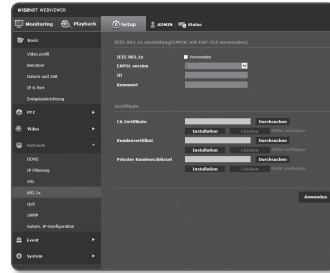 WISENET WEBVIEWER
Monitoring
Playback
Setup
ADMIN
Status
Basic
Video profil
Benutzer
Datum und Zeit
IP & Port
Ereigniseinrichtung
PTZ
Video
Network
DDNS
IP Filterung
SSL
802.1x
QoS
SNMP
Autom. IP-Konfiguration
Event
System
IEEE 802.1x einstellung(EAPOL mit EAP-TLS verwenden)
IEEE 802.1x
Verwenden
EAPOL version
ID
Kennwort
Zertifikate
CA Zertifikate
Durchsuchen
Installation
Löschen
Nicht verfügbar
Kundenzertifikat
Durchsuchen
Installation
Löschen
Nicht verfügbar
Privater Kundenschlüssel
Durchsuchen
Installation
Löschen
Nicht verfügbar
Anwenden